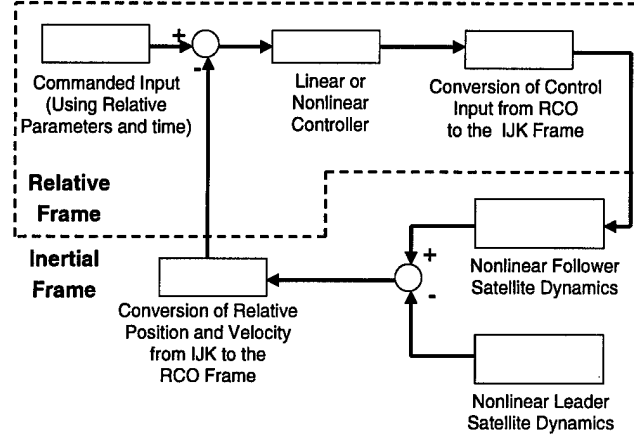 +
-
Commanded Input
(Using Relative
Parameters and time)
Linear or
Nonlinear
Controller
Conversion of Control
Input from RCO
to the IJK Frame
Relative
Frame
Inertial
Frame
+
-
Nonlinear Follower
Satellite Dynamics
Conversion of Relative
Position and Velocity
from IJK to the
RCO Frame
Nonlinear Leader
Satellite Dynamics